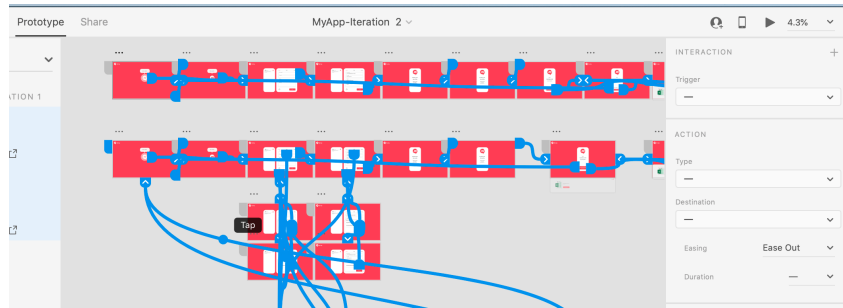 Prototype Share MyApp-Iteration 2 4.3%
INTERACTION
ATION 1
Trigger
—
ACTION
Type
—
Destination
—
Tap
Easing Ease Out
Duration —